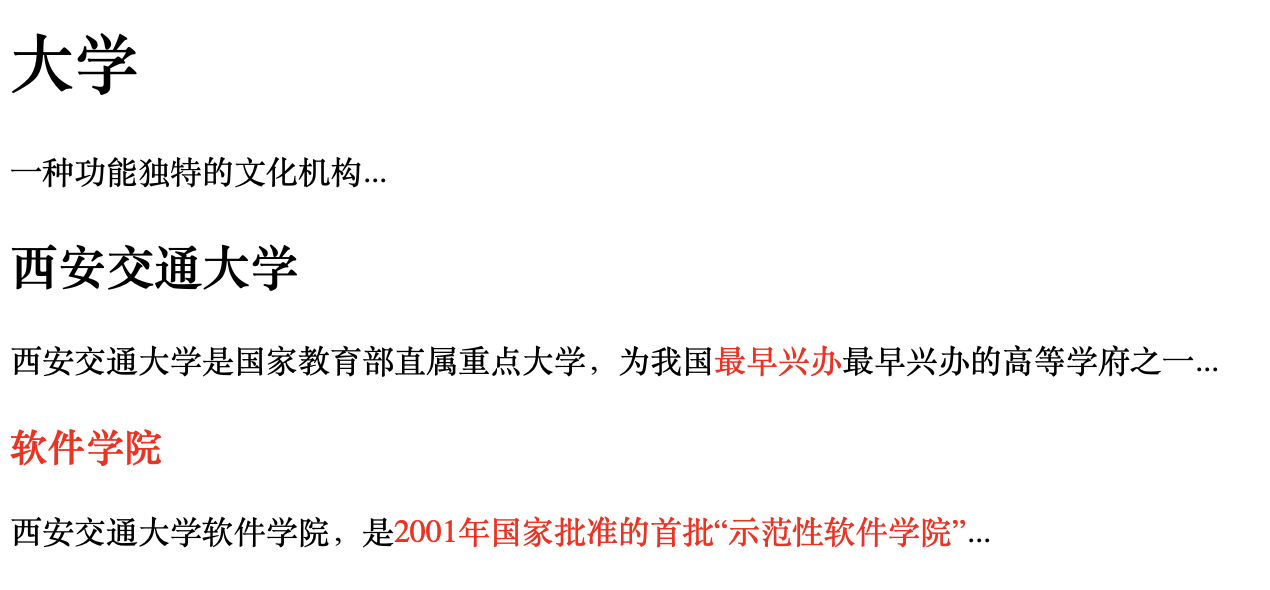 大学
一种功能独特的文化机构...
西安交通大学
西安交通大学是国家教育部直属重点大学，为我国最早兴办最早兴办的高等学府之一...
软件学院
西安交通大学软件学院，是2001年国家批准的首批“示范性软件学院”...